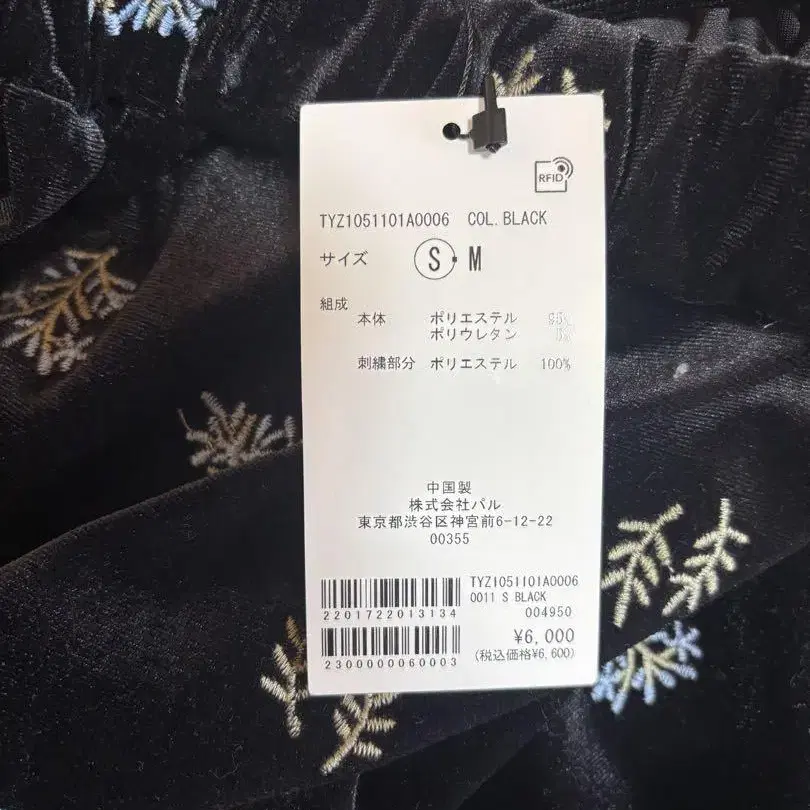 RFID
TYZ1051101A0006 COL.BLACK
サイズ S・M
組成
本体 ポリエステル 95%
ポリウレタン 5%
刺繍部分 ポリエステル 100%
中国製
株式会社パル
東京都渋谷区神宮前6-12-22
00355
TYZ1051101A0006
0011 S BLACK
004950
2201722013134
¥6,000
(税込価格¥6,600)
2300000060003